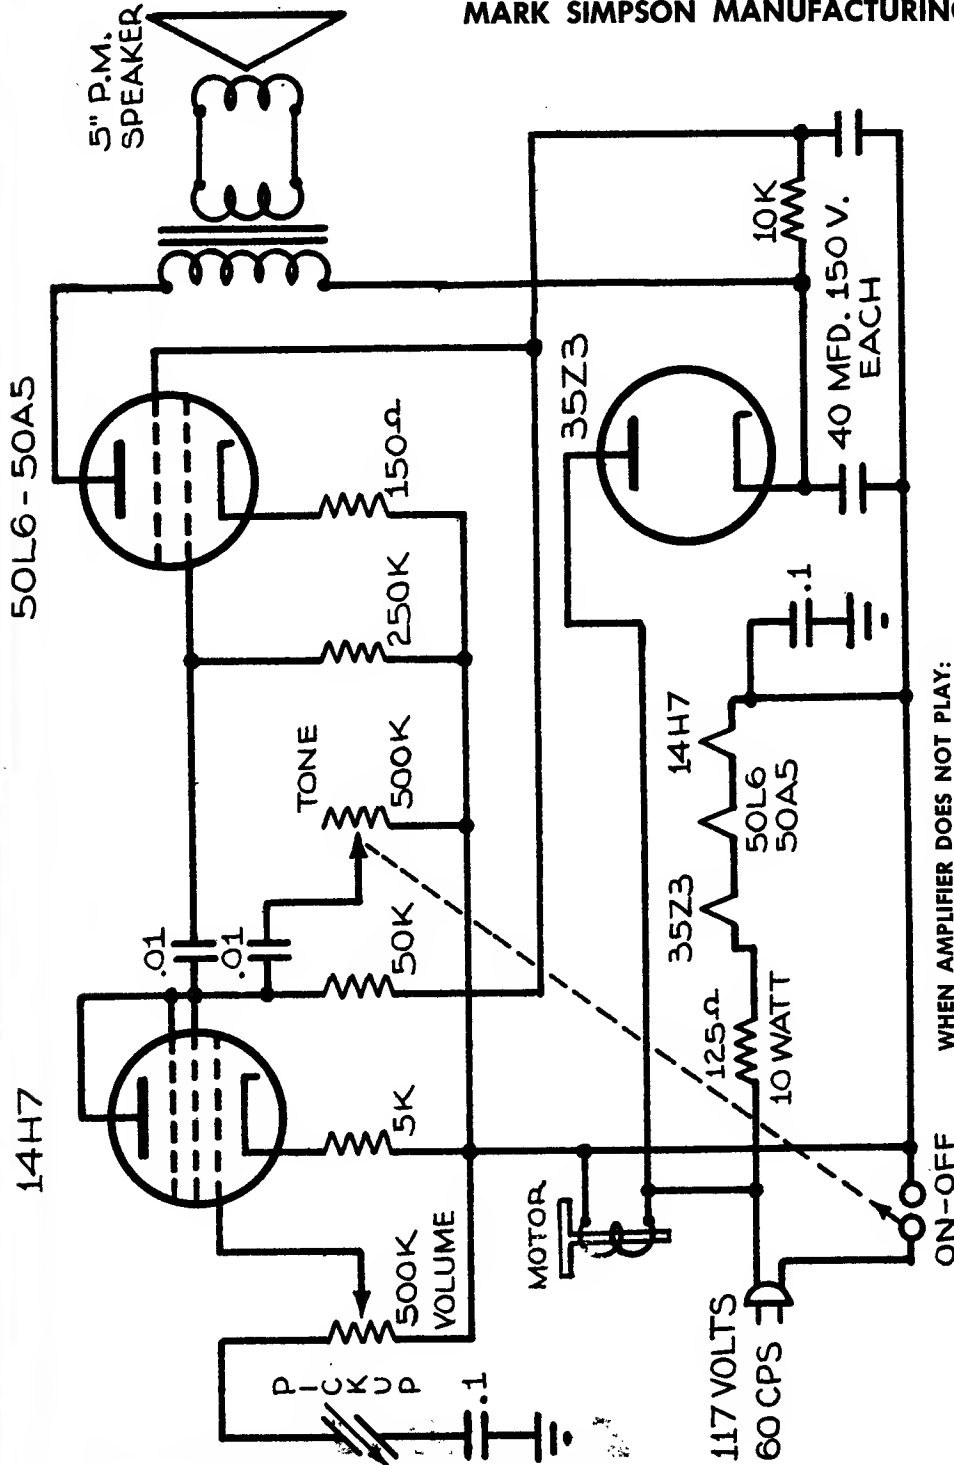 MARK SIMPSON MANUFACTURING
5" P.M.
SPEAKER
50L6-50A5
14H7
150Ω
250K
TONE
500K
.01
.01
50K
5K
500K
VOLUME
PICKUP
.1
10K
40 MFD. 150 V.
EACH
35Z3
.1
14H7
50L6
50A5
35Z3
125Ω
10 WATT
MOTOR
117 VOLTS
60 CPS
ON-OFF
WHEN AMPLIFIER DOES NOT PLAY: